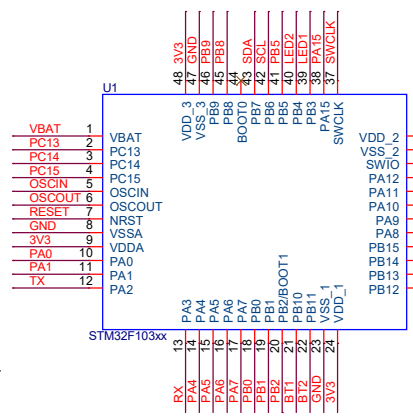 48 3V3
47 GND
46 PB9
45 PB8
44
43 SDA
42 SCL
41 PB5
40 LED2
39 LED1
38 PA15
37 SWCLK
U1
VDD_3
VSS_3
PB9
PB8
BOOT0
PB7
PB6
PB5
PB4
PB3
PA15
SWCLK
VBAT 1 VBAT
PC13 2 PC13
PC14 3 PC14
PC15 4 PC15
OSCIN 5 OSCIN
OSCOUT 6 OSCOUT
RESET 7 NRST
GND 8 VSSA
3V3 9 VDDA
PA0 10 PA0
PA1 11 PA1
TX 12 PA2
VDD_2
VSS_2
SWIO
PA12
PA11
PA10
PA9
PA8
PB15
PB14
PB13
PB12
PA3
PA4
PA5
PA6
PA7
PB0
PB1
PB2/BOOT1
PB10
PB11
VSS_1
VDD_1
STM32F103xx
RX 13
PA4 14
PA5 15
PA6 16
PA7 17
PB0 18
PB1 19
PB2 20
BT1 21
BT2 22
GND 23
3V3 24